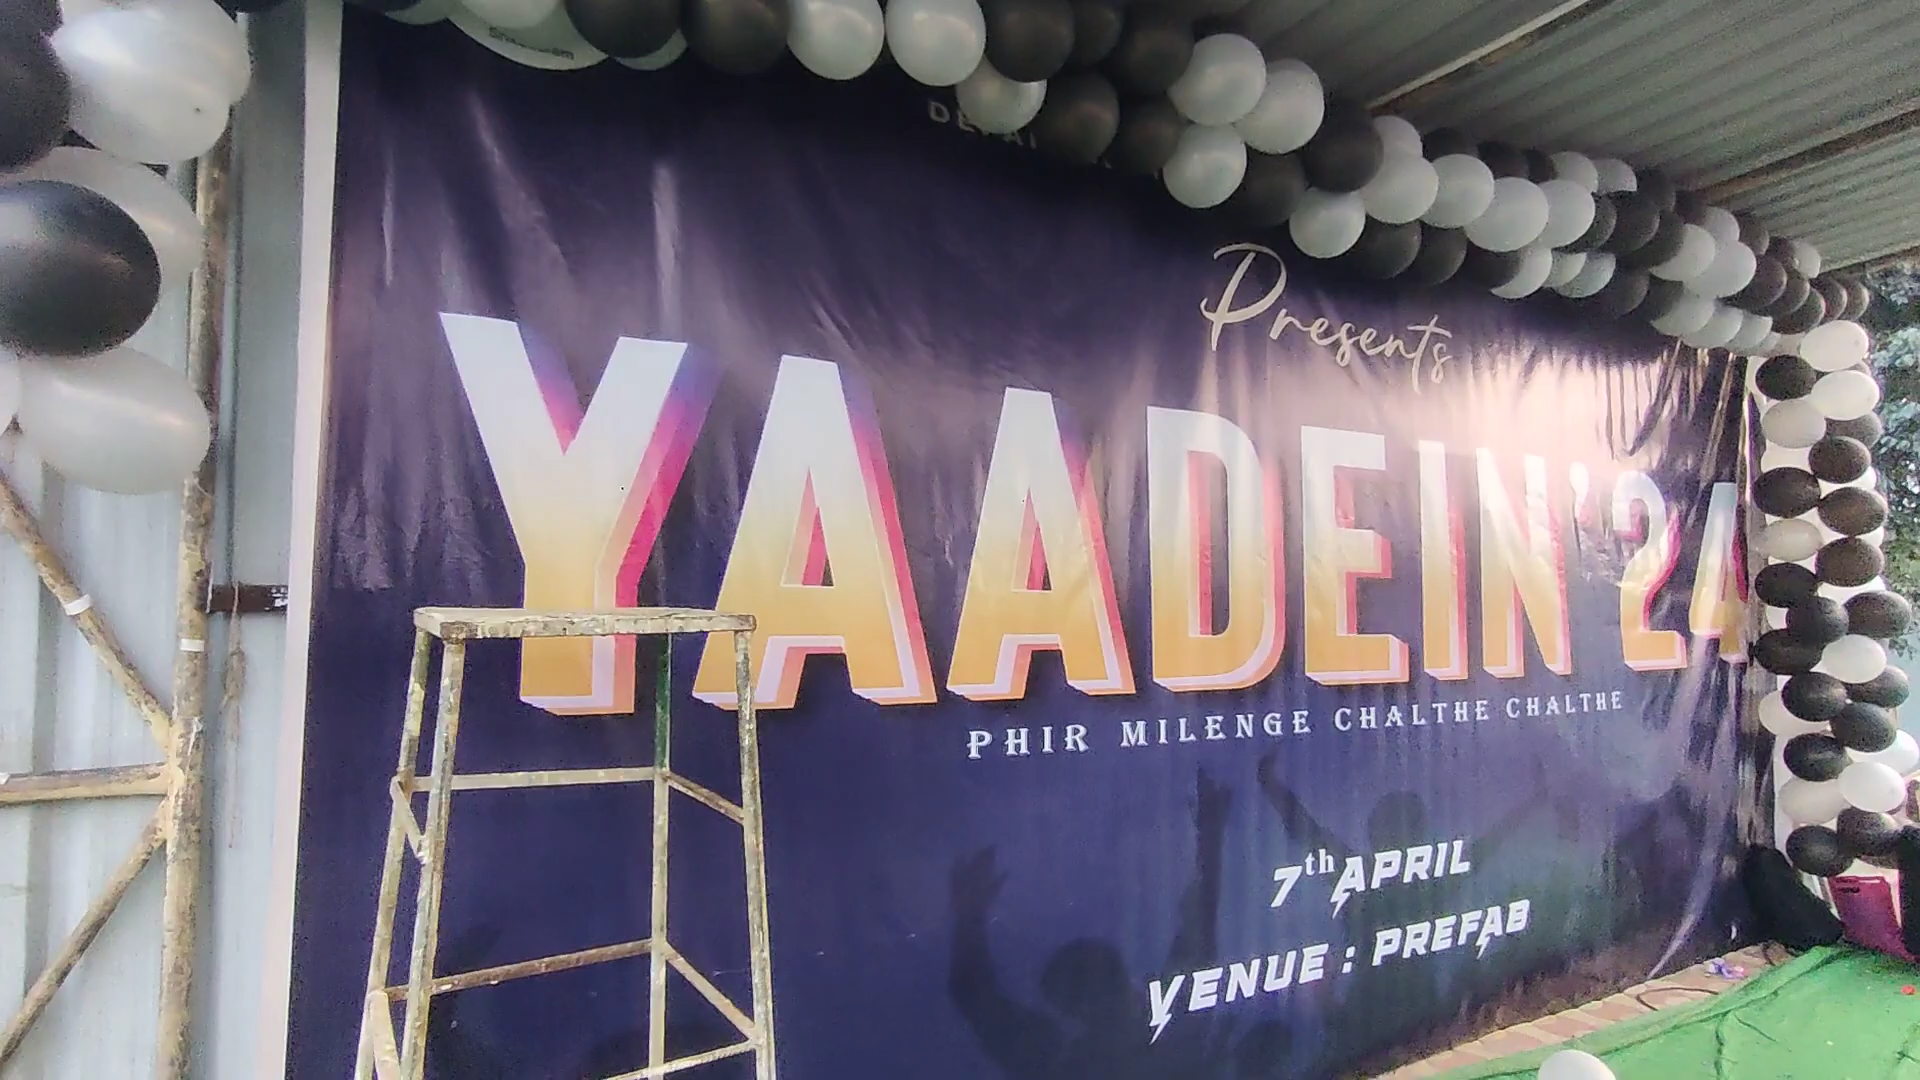 Presents
YAADEIN'24
PHIR MILENGE CHALTHE CHALTHE
7th APRIL
VENUE : PREFAB